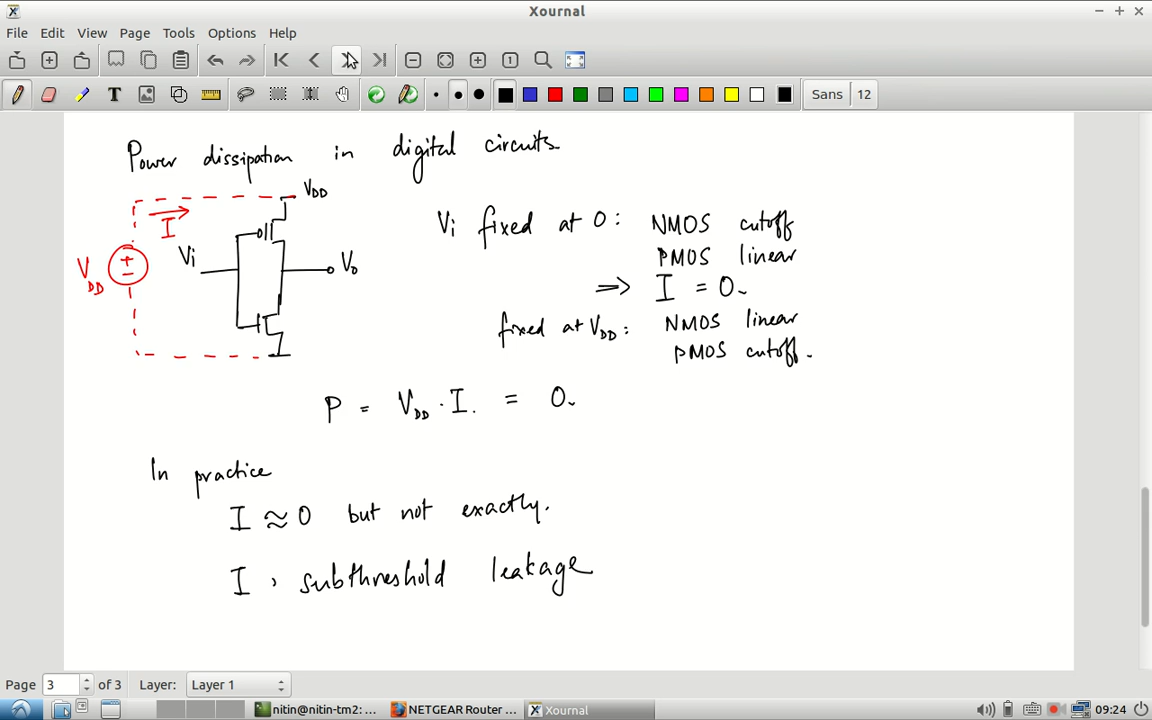 Xournal
File Edit View Page Tools Options Help
Sans 12
Power dissipation in digital circuits
VDD
I
Vi
Vo
VDD
+
−
Vi fixed at 0: NMOS cutoff
PMOS linear
⇒ I = 0.
fixed at VDD: NMOS linear
PMOS cutoff.
P = VDD · I. = 0.
In practice
I ≈ 0 but not exactly.
I , subthreshold leakage
Page 3 of 3 Layer: Layer 1
nitin@nitin-tm2: ... NETGEAR Router ... Xournal 09:24